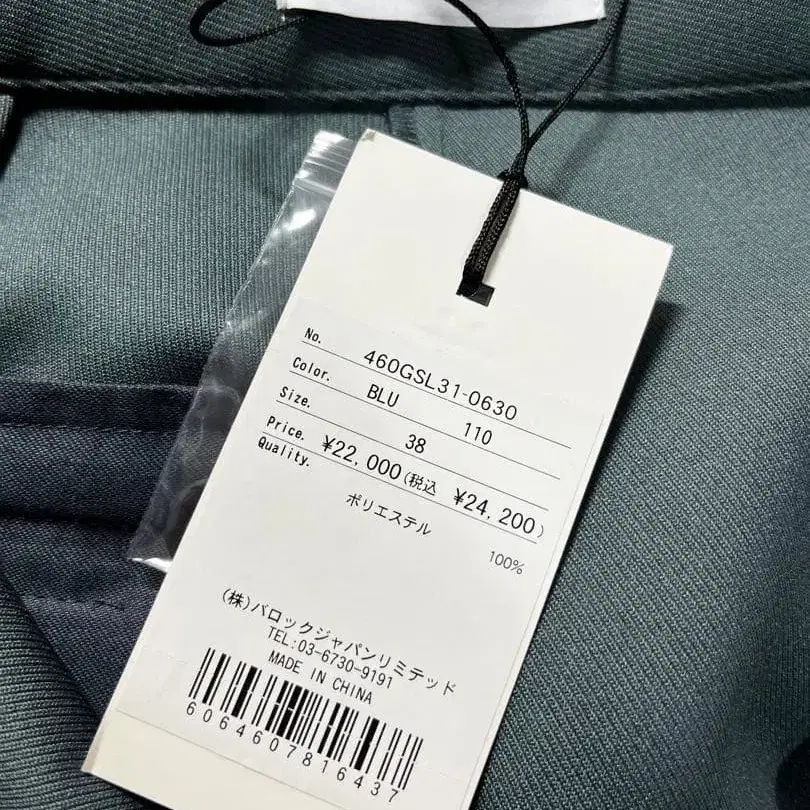 No. 460GSL31-0630
Color. BLU 110
Size. 38
Price. ¥22,000(税込 ¥24,200)
Quality.
ポリエステル 100%
(株)バロックジャパンリミテッド
TEL:03-6730-9191
MADE IN CHINA
6064607816437